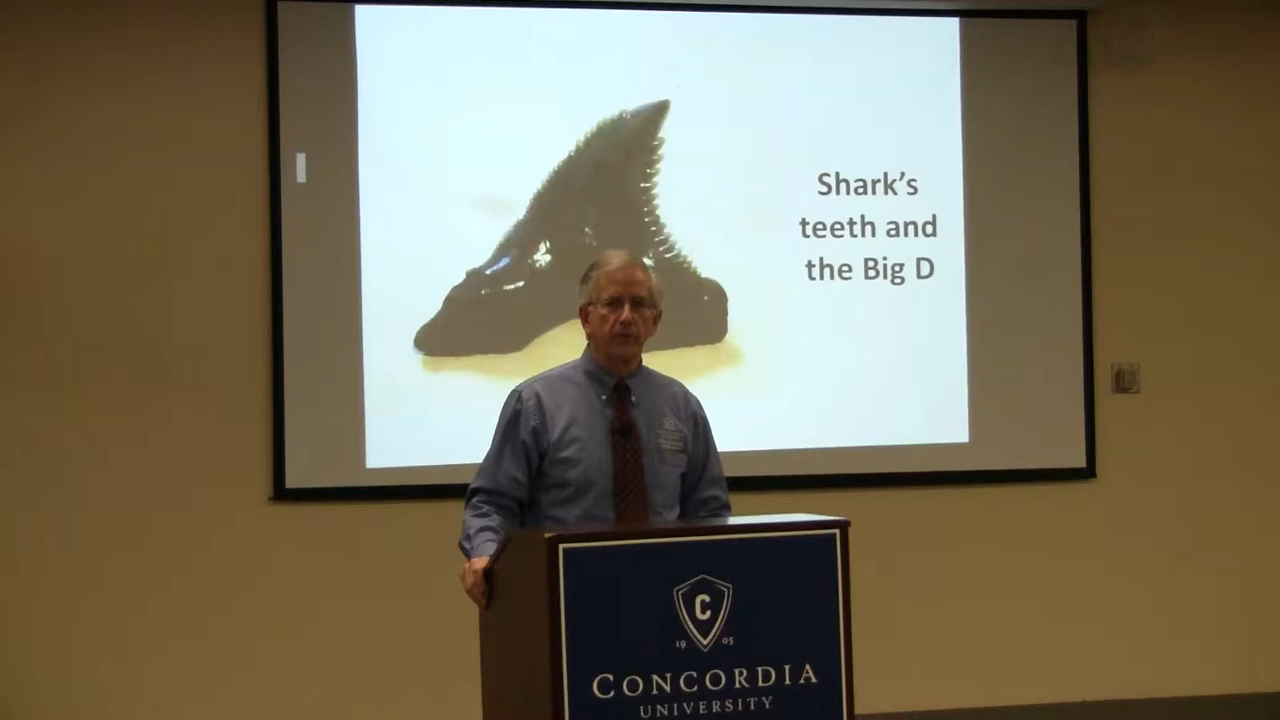 Shark's
teeth and
the Big D
C
19 05
CONCORDIA
UNIVERSITY